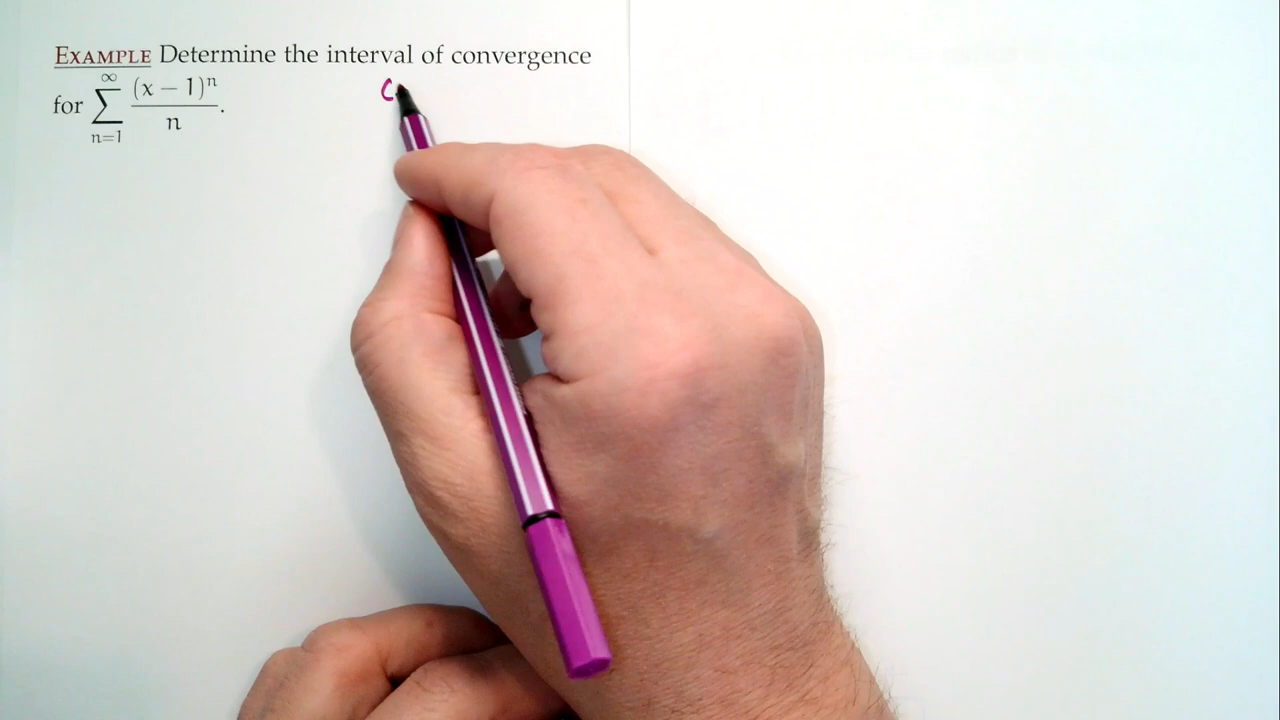 EXAMPLE Determine the interval of convergence
for \sum_{n=1}^{\infty} \frac{(x-1)^n}{n}.
c